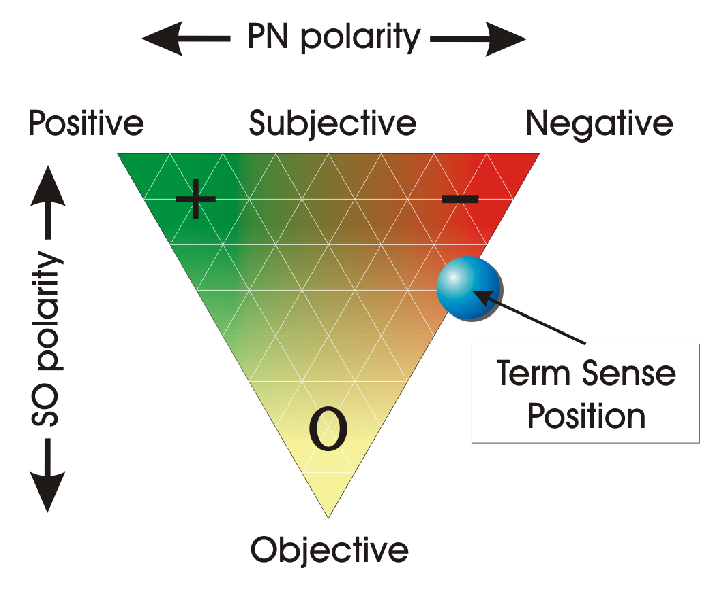 PN polarity
Positive
Subjective
Negative
+
−
SO polarity
Term Sense
Position
O
Objective